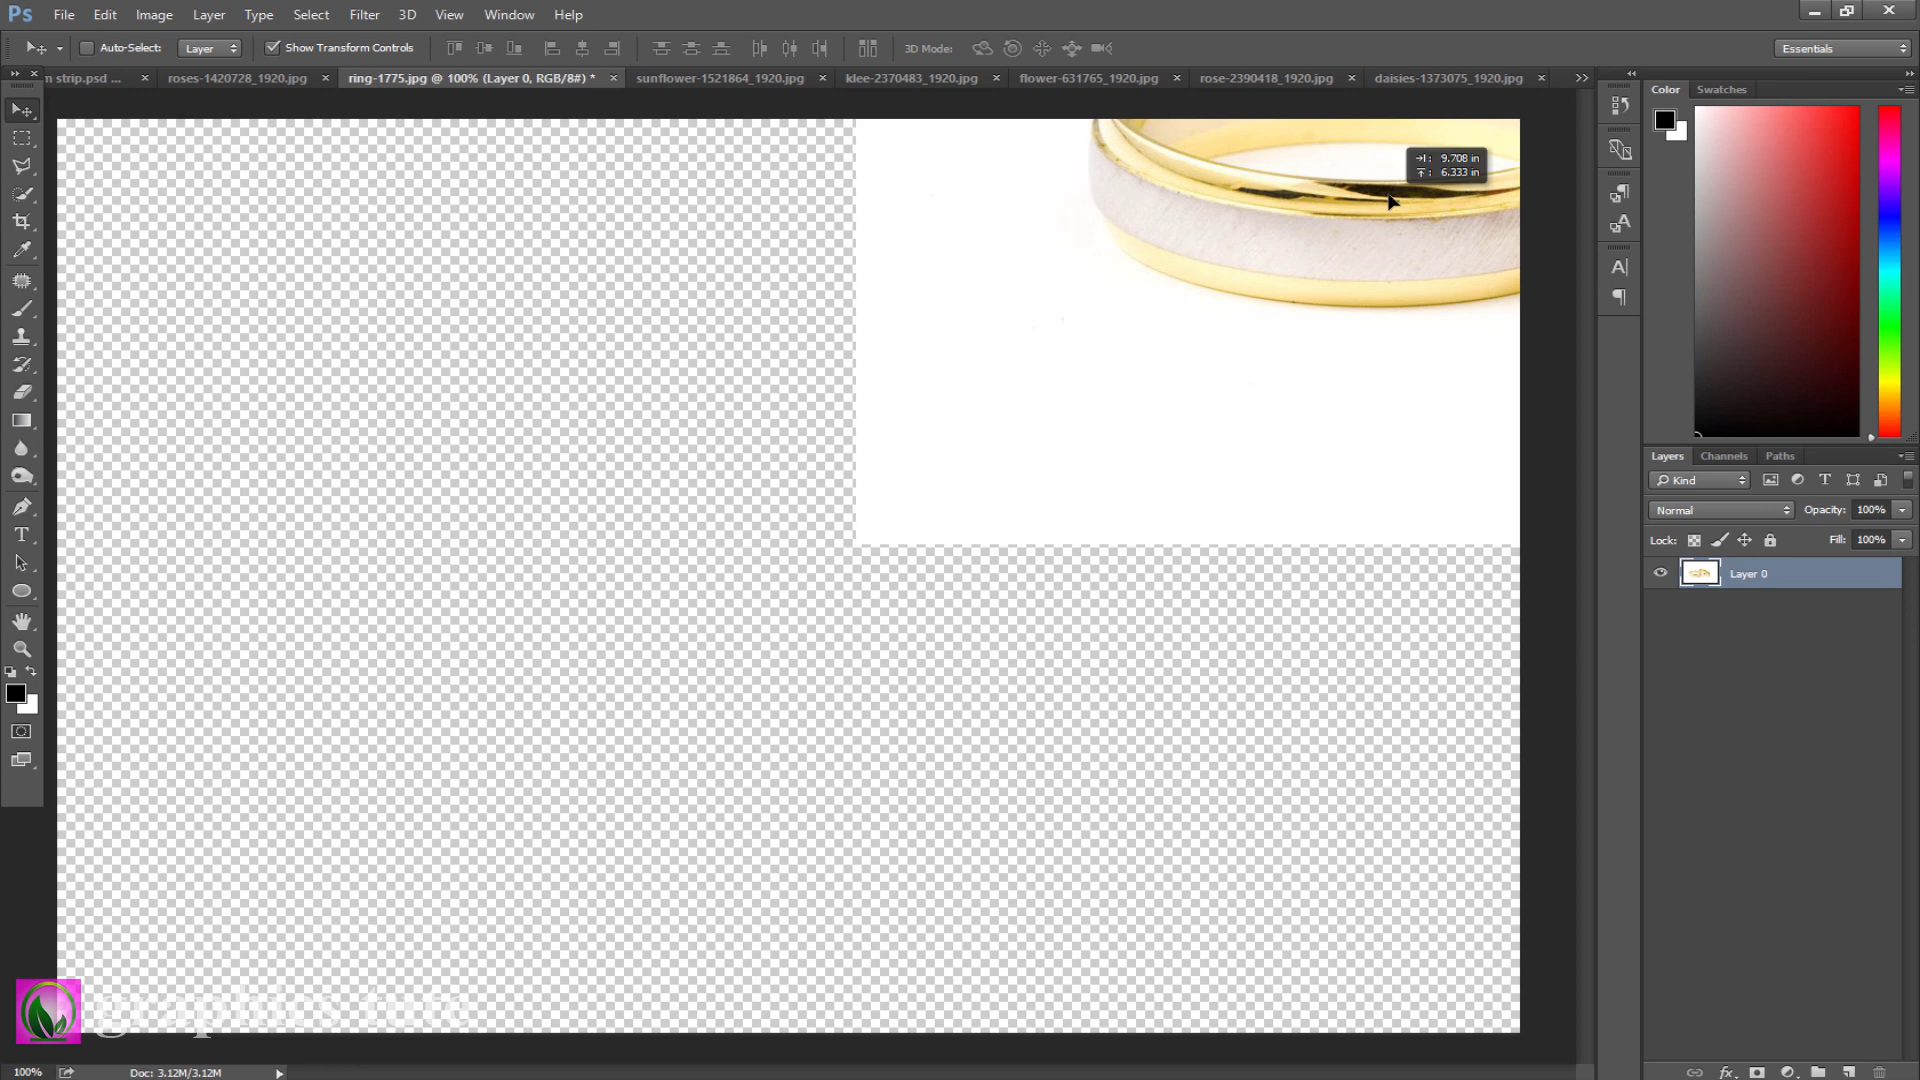 Ps File Edit Image Layer Type Select Filter 3D View Window Help
Auto-Select: Layer Show Transform Controls 3D Mode: Essentials
m strip.psd ... × roses-1420728_1920.jpg × ring-1775.jpg @ 100% (Layer 0, RGB/8#) * × sunflower-1521864_1920.jpg × klee-2370483_1920.jpg × flower-631765_1920.jpg × rose-2390418_1920.jpg × daisies-1373075_1920.jpg ×
Color Swatches
9.708 in
6.333 in
Layers Channels Paths
Kind
Normal Opacity: 100%
Lock: Fill: 100%
Layer 0
100% Doc: 3.12M/3.12M